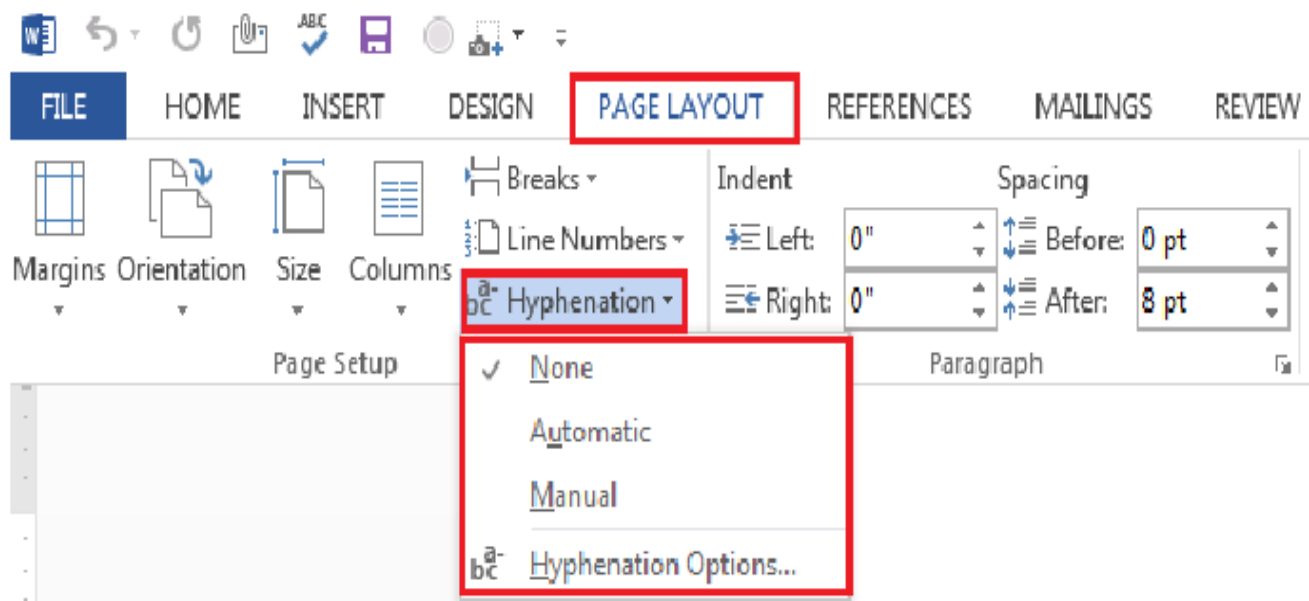 ABC
FILE HOME INSERT DESIGN PAGE LAYOUT REFERENCES MAILINGS REVIEW
Breaks Indent Spacing
Line Numbers Left: 0" Before: 0 pt
Margins Orientation Size Columns
Hyphenation Right: 0" After: 8 pt
Page Setup Paragraph
None
Automatic
Manual
Hyphenation Options...